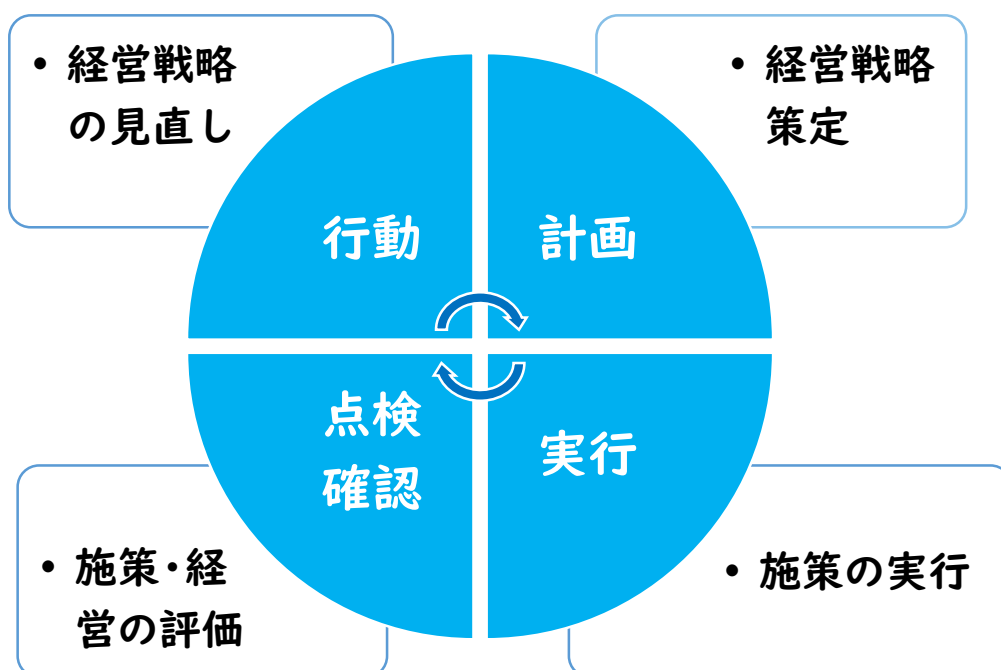 • 経営戦略
の見直し
• 経営戦略
策定
行動
計画
点検
確認
実行
• 施策・経
営の評価
• 施策の実行